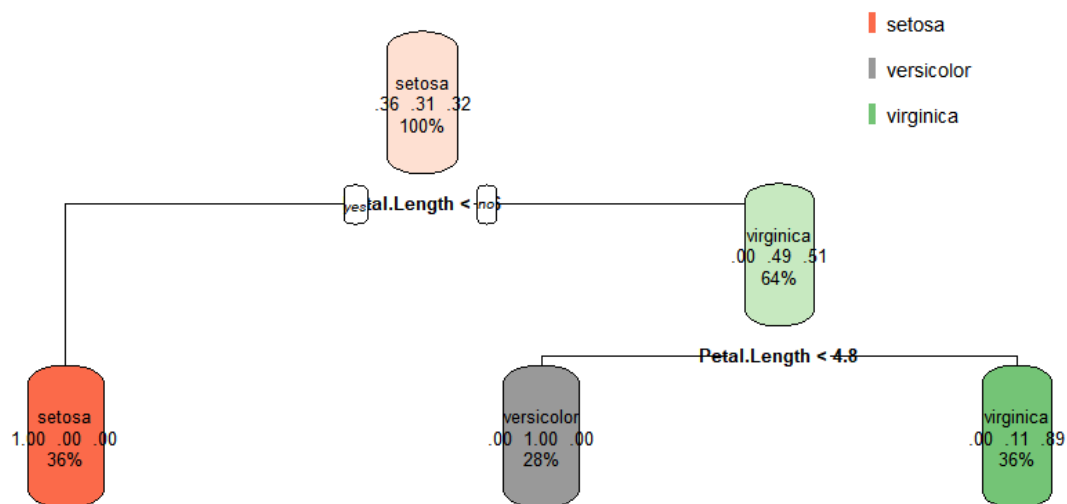 setosa
versicolor
virginica
setosa
.36 .31 .32
100%
yes
tal.Length <
no
virginica
.00 .49 .51
64%
Petal.Length < 4.8
setosa
1.00 .00 .00
36%
versicolor
.00 1.00 .00
28%
virginica
.00 .11 .89
36%